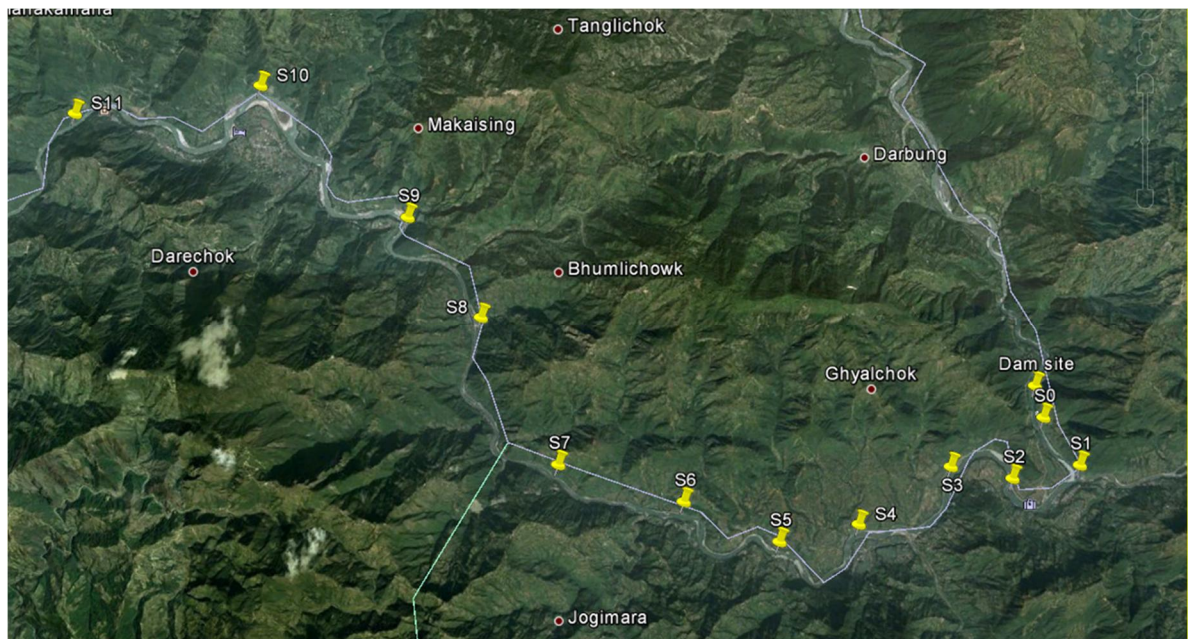 Tanglichok
S10
S11
Makaising
Darbung
S9
Darechok
Bhumlichowk
S8
Dam site
Ghyalchok
S0
S7
S1
S2
S6
S3
S4
S5
Jogimara